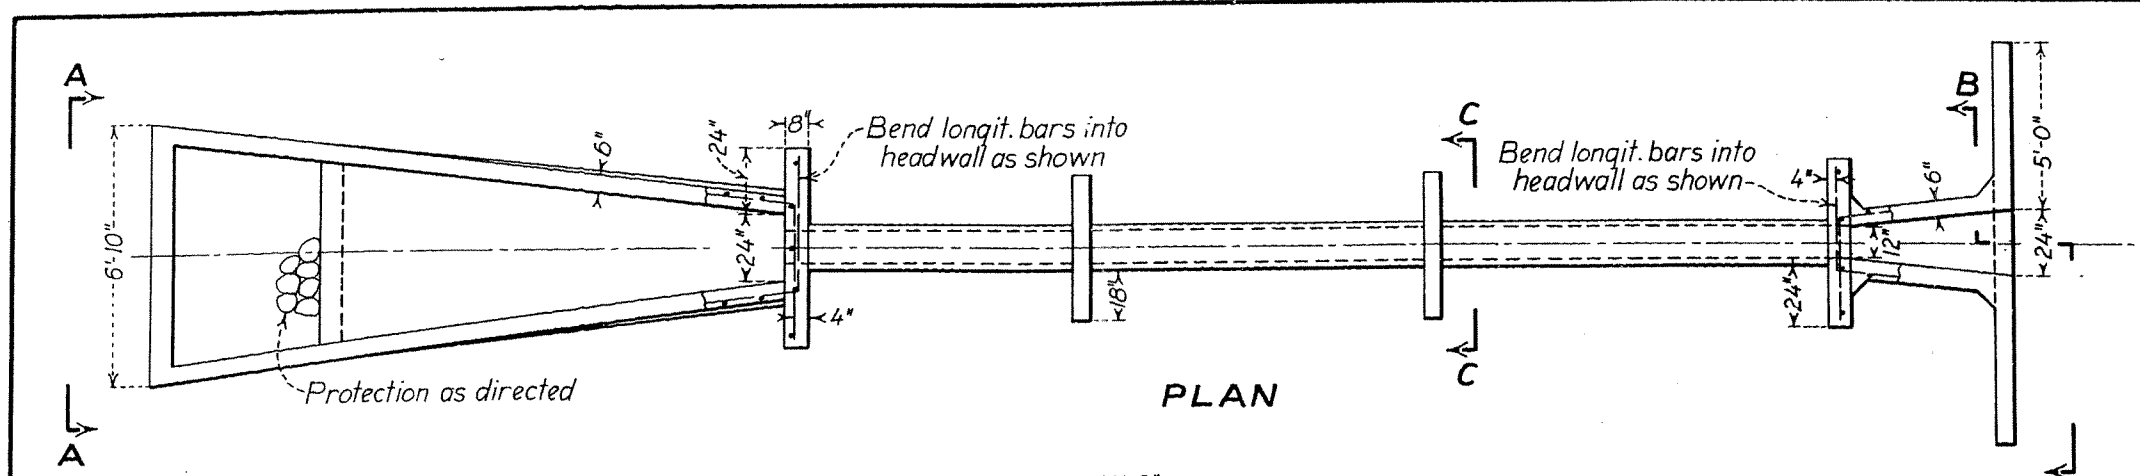 A
A
6'-10"
6"
24"
8"
24"
4"
Bend longit. bars into
headwall as shown
Protection as directed
18"
C
C
PLAN
Bend longit. bars into
headwall as shown
4"
24"
6"
12"
B
5'-0"
24"